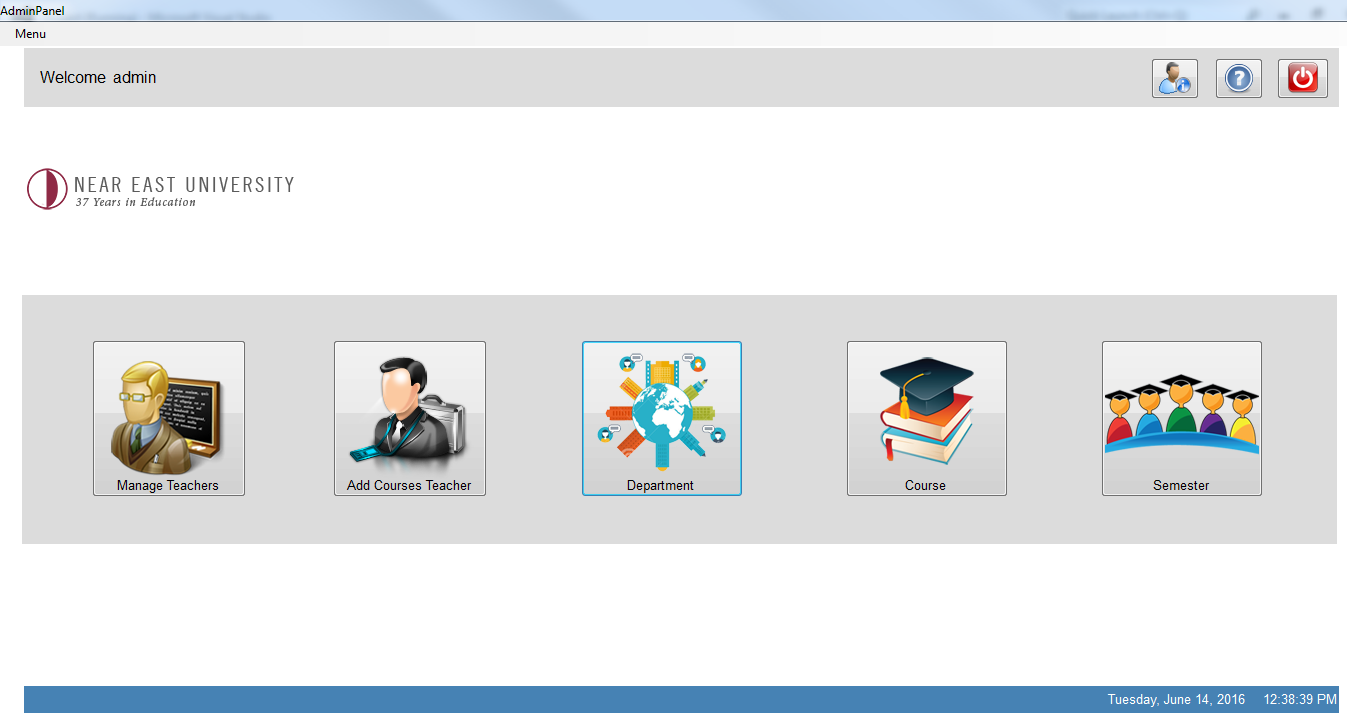 AdminPanel
Menu
Welcome admin
NEAR EAST UNIVERSITY
37 Years in Education
Manage Teachers
Add Courses Teacher
Department
Course
Semester
Tuesday, June 14, 2016 12:38:39 PM